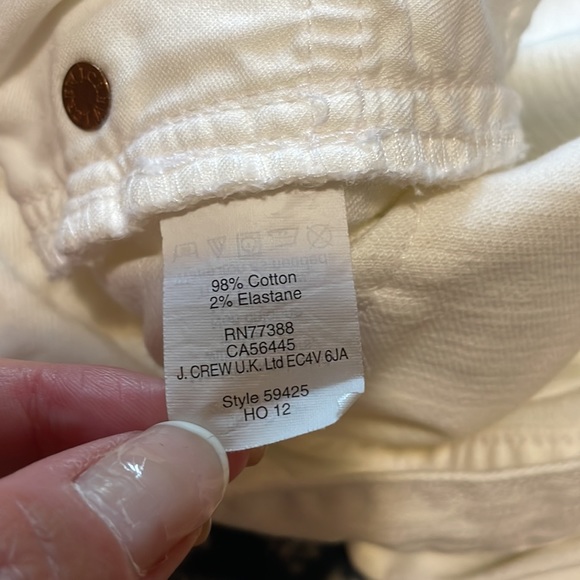 98% Cotton
2% Elastane
RN77388
CA56445
J. CREW U.K. Ltd EC4V 6JA
Style 59425
HO 12